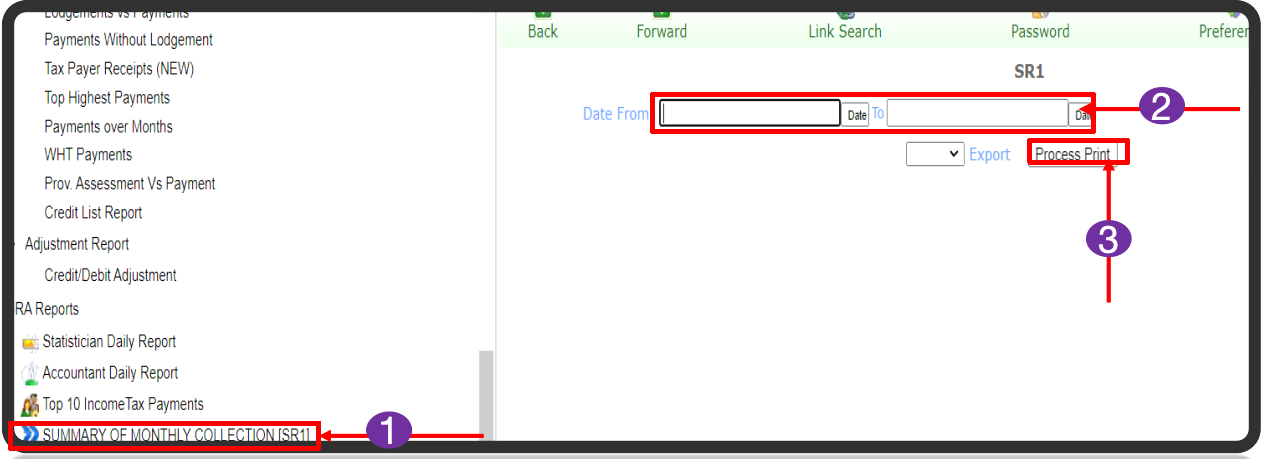 Lodgements Vs Payments
Payments Without Lodgement
Tax Payer Receipts (NEW)
Top Highest Payments
Payments over Months
WHT Payments
Prov. Assessment Vs Payment
Credit List Report
Adjustment Report
Credit/Debit Adjustment
RA Reports
Statistician Daily Report
Accountant Daily Report
Top 10 IncomeTax Payments
SUMMARY OF MONTHLY COLLECTION [SR1]
1
Back Forward Link Search Password Preferen
SR1
Date From Date To Date
2
Export Process Print
3